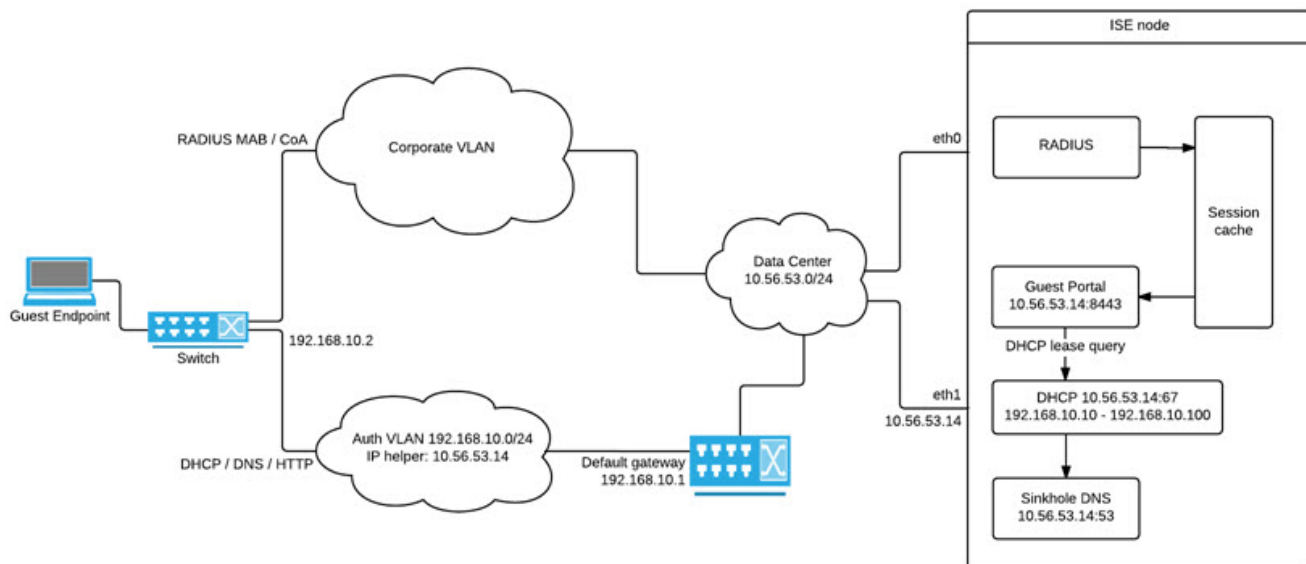 ISE node
RADIUS MAB / CoA
Corporate VLAN
eth0
RADIUS
Session
cache
Data Center
10.56.53.0/24
Guest Portal
10.56.53.14:8443
Guest Endpoint
Switch
192.168.10.2
DHCP lease query
DHCP 10.56.53.14:67
192.168.10.10 - 192.168.10.100
eth1
10.56.53.14
Auth VLAN 192.168.10.0/24
IP helper: 10.56.53.14
DHCP / DNS / HTTP
Default gateway
192.168.10.1
Sinkhole DNS
10.56.53.14:53